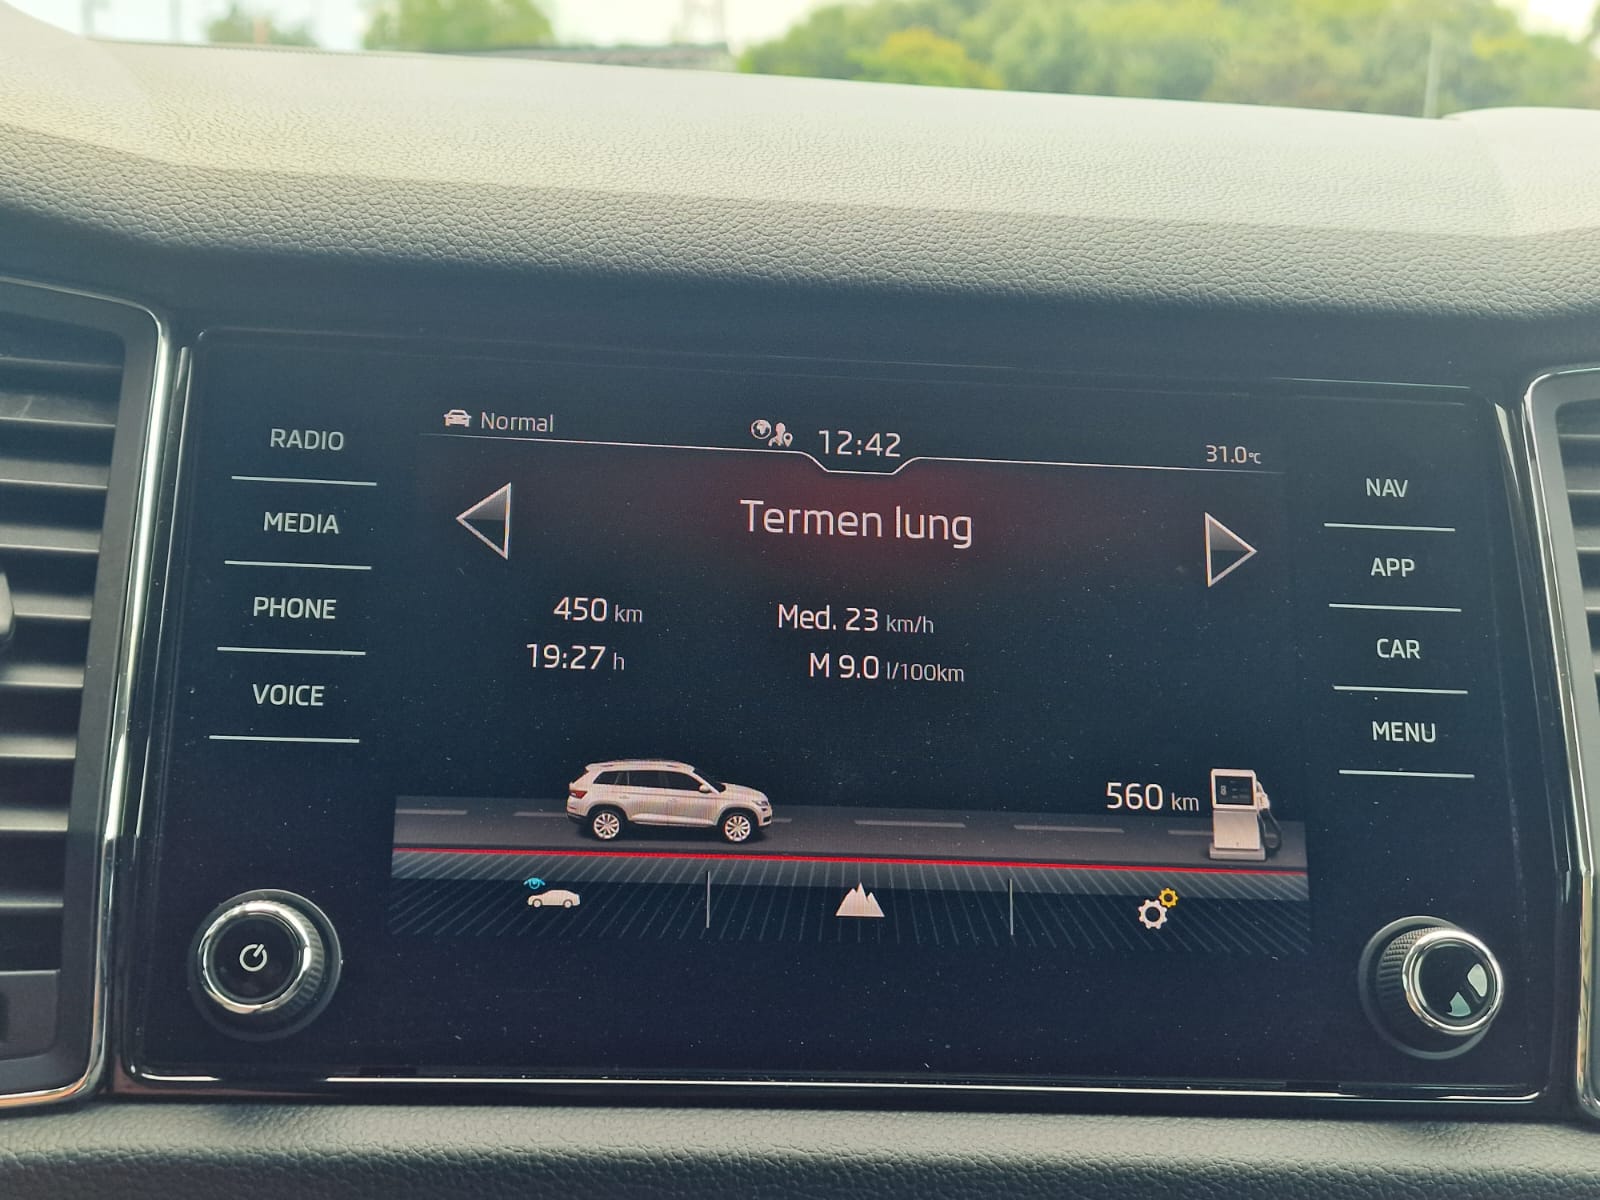 Normal
12:42
31.0°C
RADIO
MEDIA
PHONE
VOICE
Termen lung
450 km
Med. 23 km/h
19:27 h
M 9.0 l/100km
560 km
NAV
APP
CAR
MENU